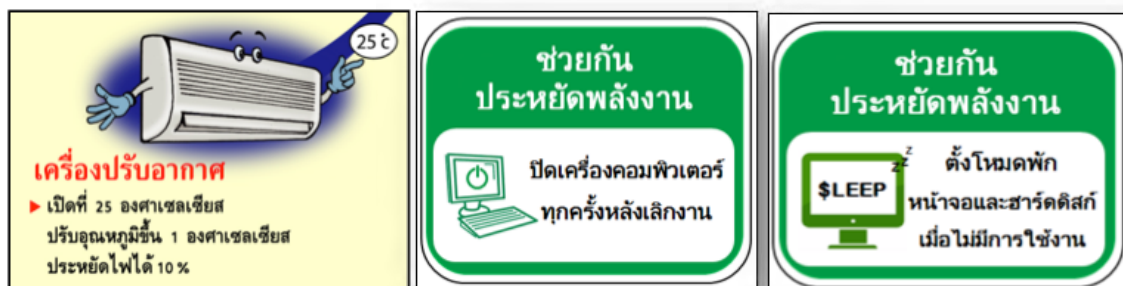 25 ํc
เครื่องปรับอากาศ
เปิดที่ 25 องศาเซลเซียส
ปรับอุณหภูมิขึ้น 1 องศาเซลเซียส
ประหยัดไฟได้ 10 %
ช่วยกัน
ประหยัดพลังงาน
ปิดเครื่องคอมพิวเตอร์
ทุกครั้งหลังเลิกงาน
ช่วยกัน
ประหยัดพลังงาน
zzz
$LEEP
ตั้งโหมดพัก
หน้าจอและฮาร์ดดิสก์
เมื่อไม่มีการใช้งาน